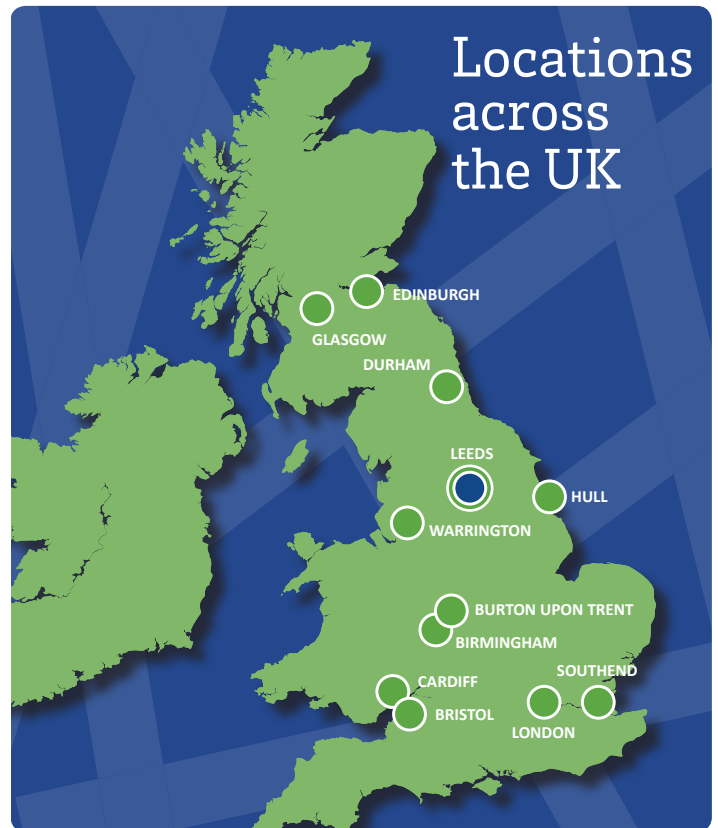 Locations
across
the UK
EDINBURGH
GLASGOW
DURHAM
LEEDS
HULL
WARRINGTON
BURTON UPON TRENT
BIRMINGHAM
SOUTHEND
CARDIFF
BRISTOL
LONDON